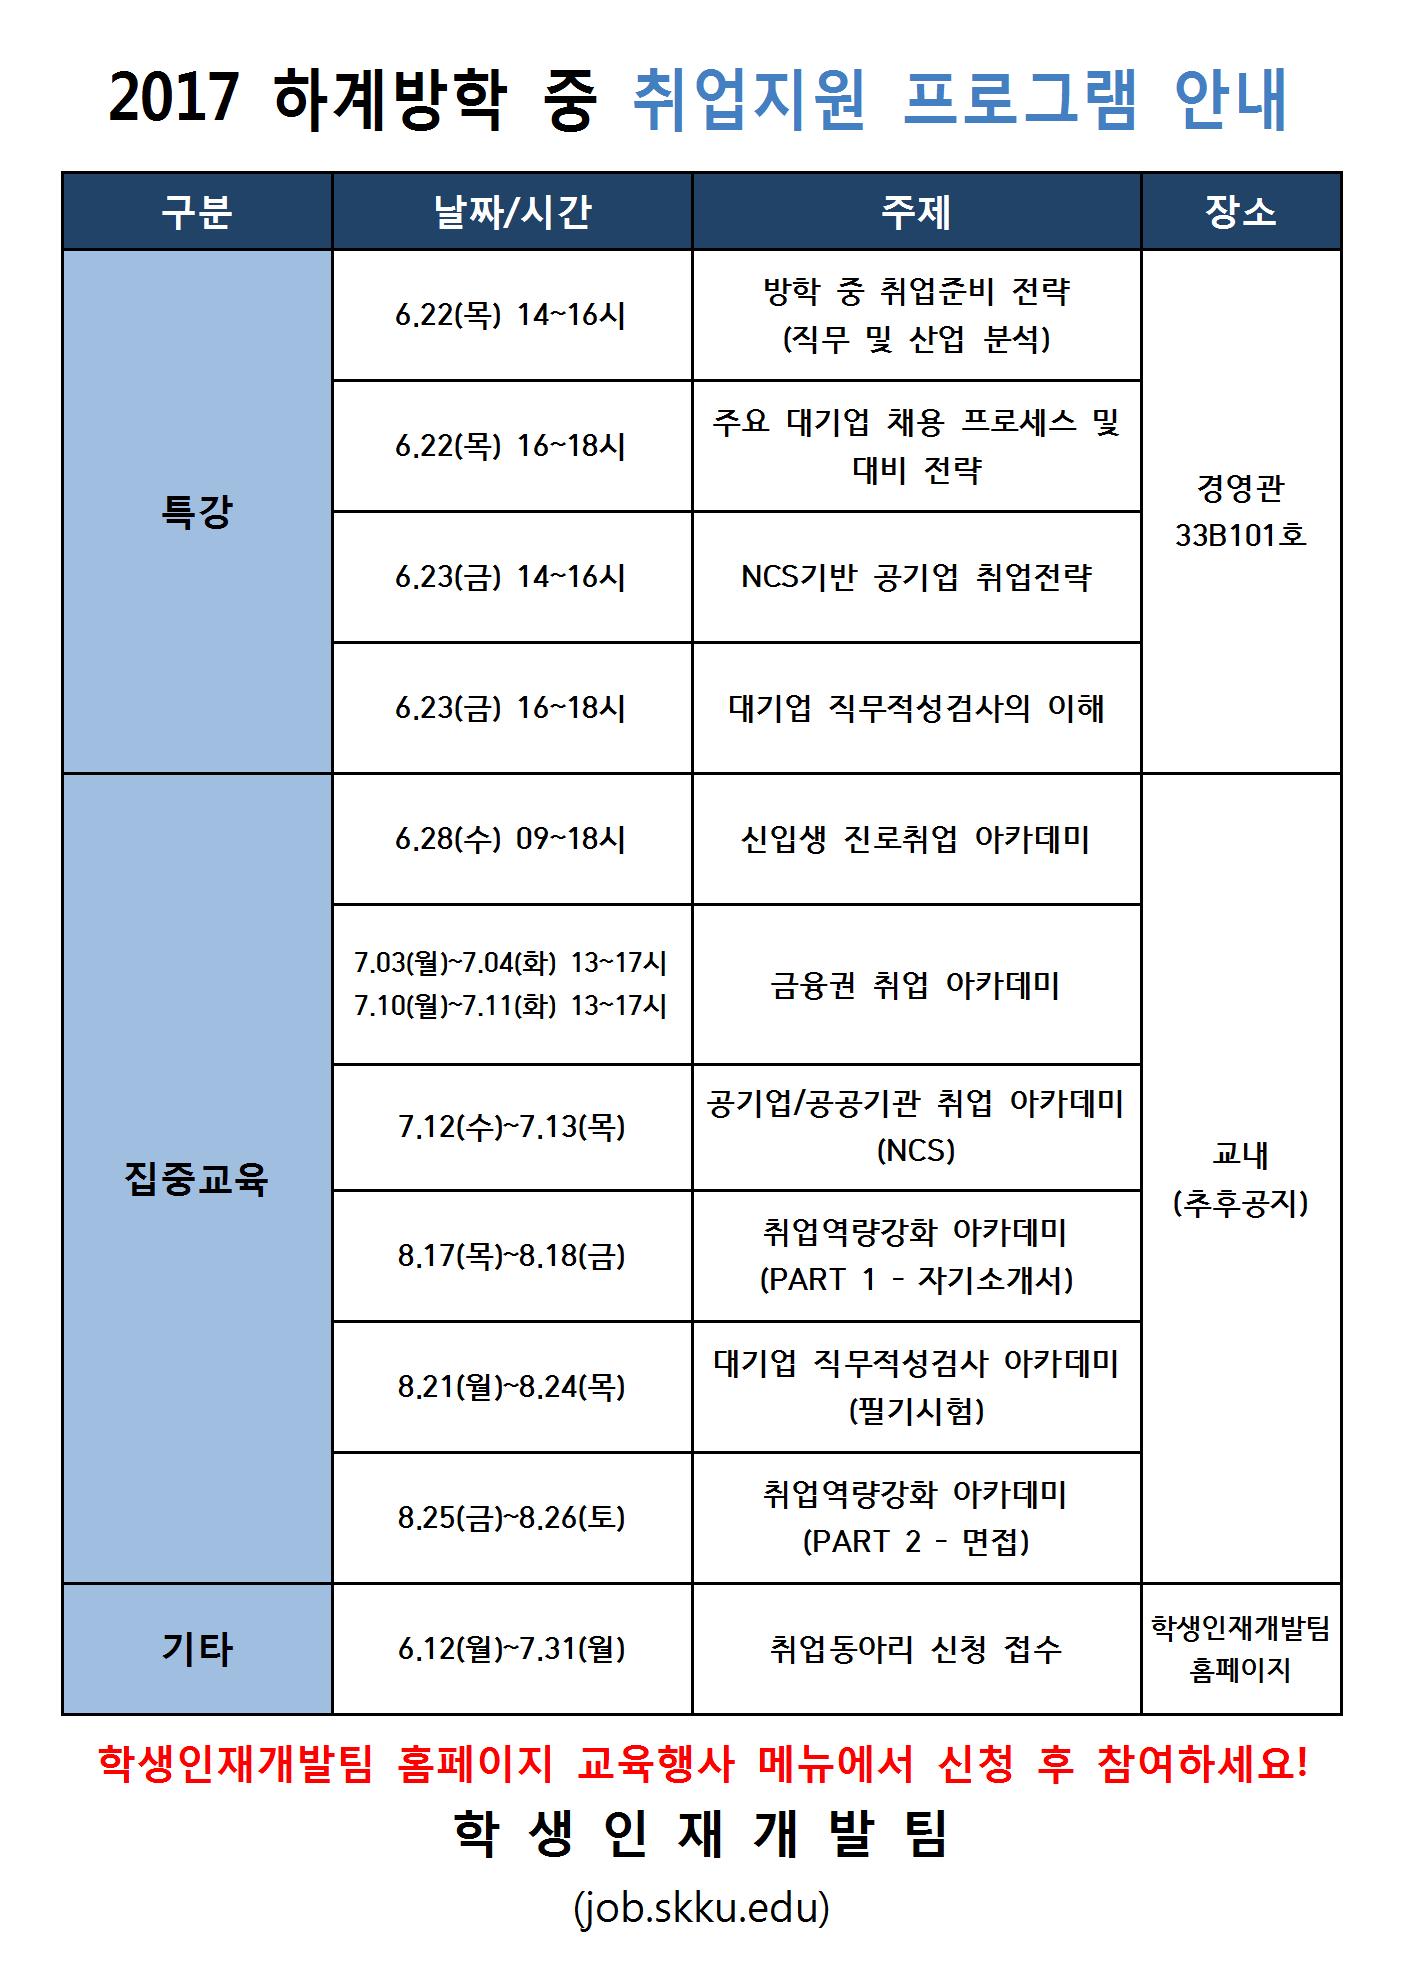 2017 하계방학 중 취업지원 프로그램 안내
구분 날짜/시간 주제 장소
특강
6.22(목) 14~16시
방학 중 취업준비 전략
(직무 및 산업 분석)
6.22(목) 16~18시
주요 대기업 채용 프로세스 및
대비 전략
6.23(금) 14~16시
NCS기반 공기업 취업전략
6.23(금) 16~18시
대기업 직무적성검사의 이해
경영관
33B101호
집중교육
6.28(수) 09~18시
신입생 진로취업 아카데미
7.03(월)~7.04(화) 13~17시
7.10(월)~7.11(화) 13~17시
금융권 취업 아카데미
7.12(수)~7.13(목)
공기업/공공기관 취업 아카데미
(NCS)
8.17(목)~8.18(금)
취업역량강화 아카데미
(PART 1 - 자기소개서)
8.21(월)~8.24(목)
대기업 직무적성검사 아카데미
(필기시험)
8.25(금)~8.26(토)
취업역량강화 아카데미
(PART 2 - 면접)
교내
(추후공지)
기타
6.12(월)~7.31(월)
취업동아리 신청 접수
학생인재개발팀
홈페이지
학생인재개발팀 홈페이지 교육행사 메뉴에서 신청 후 참여하세요!
학 생 인 재 개 발 팀
(job.skku.edu)